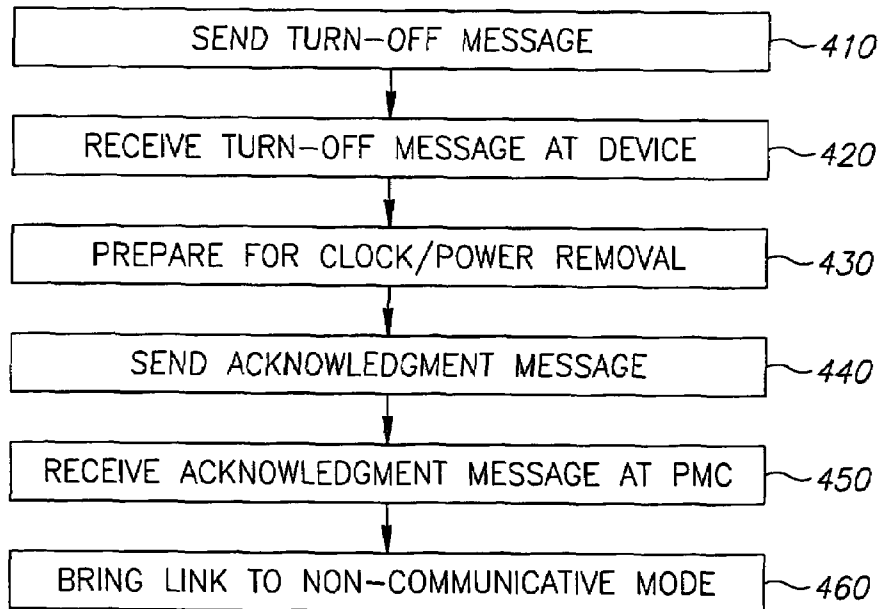 SEND TURN-OFF MESSAGE 410
RECEIVE TURN-OFF MESSAGE AT DEVICE 420
PREPARE FOR CLOCK/POWER REMOVAL 430
SEND ACKNOWLEDGMENT MESSAGE 440
RECEIVE ACKNOWLEDGMENT MESSAGE AT PMC 450
BRING LINK TO NON-COMMUNICATIVE MODE 460